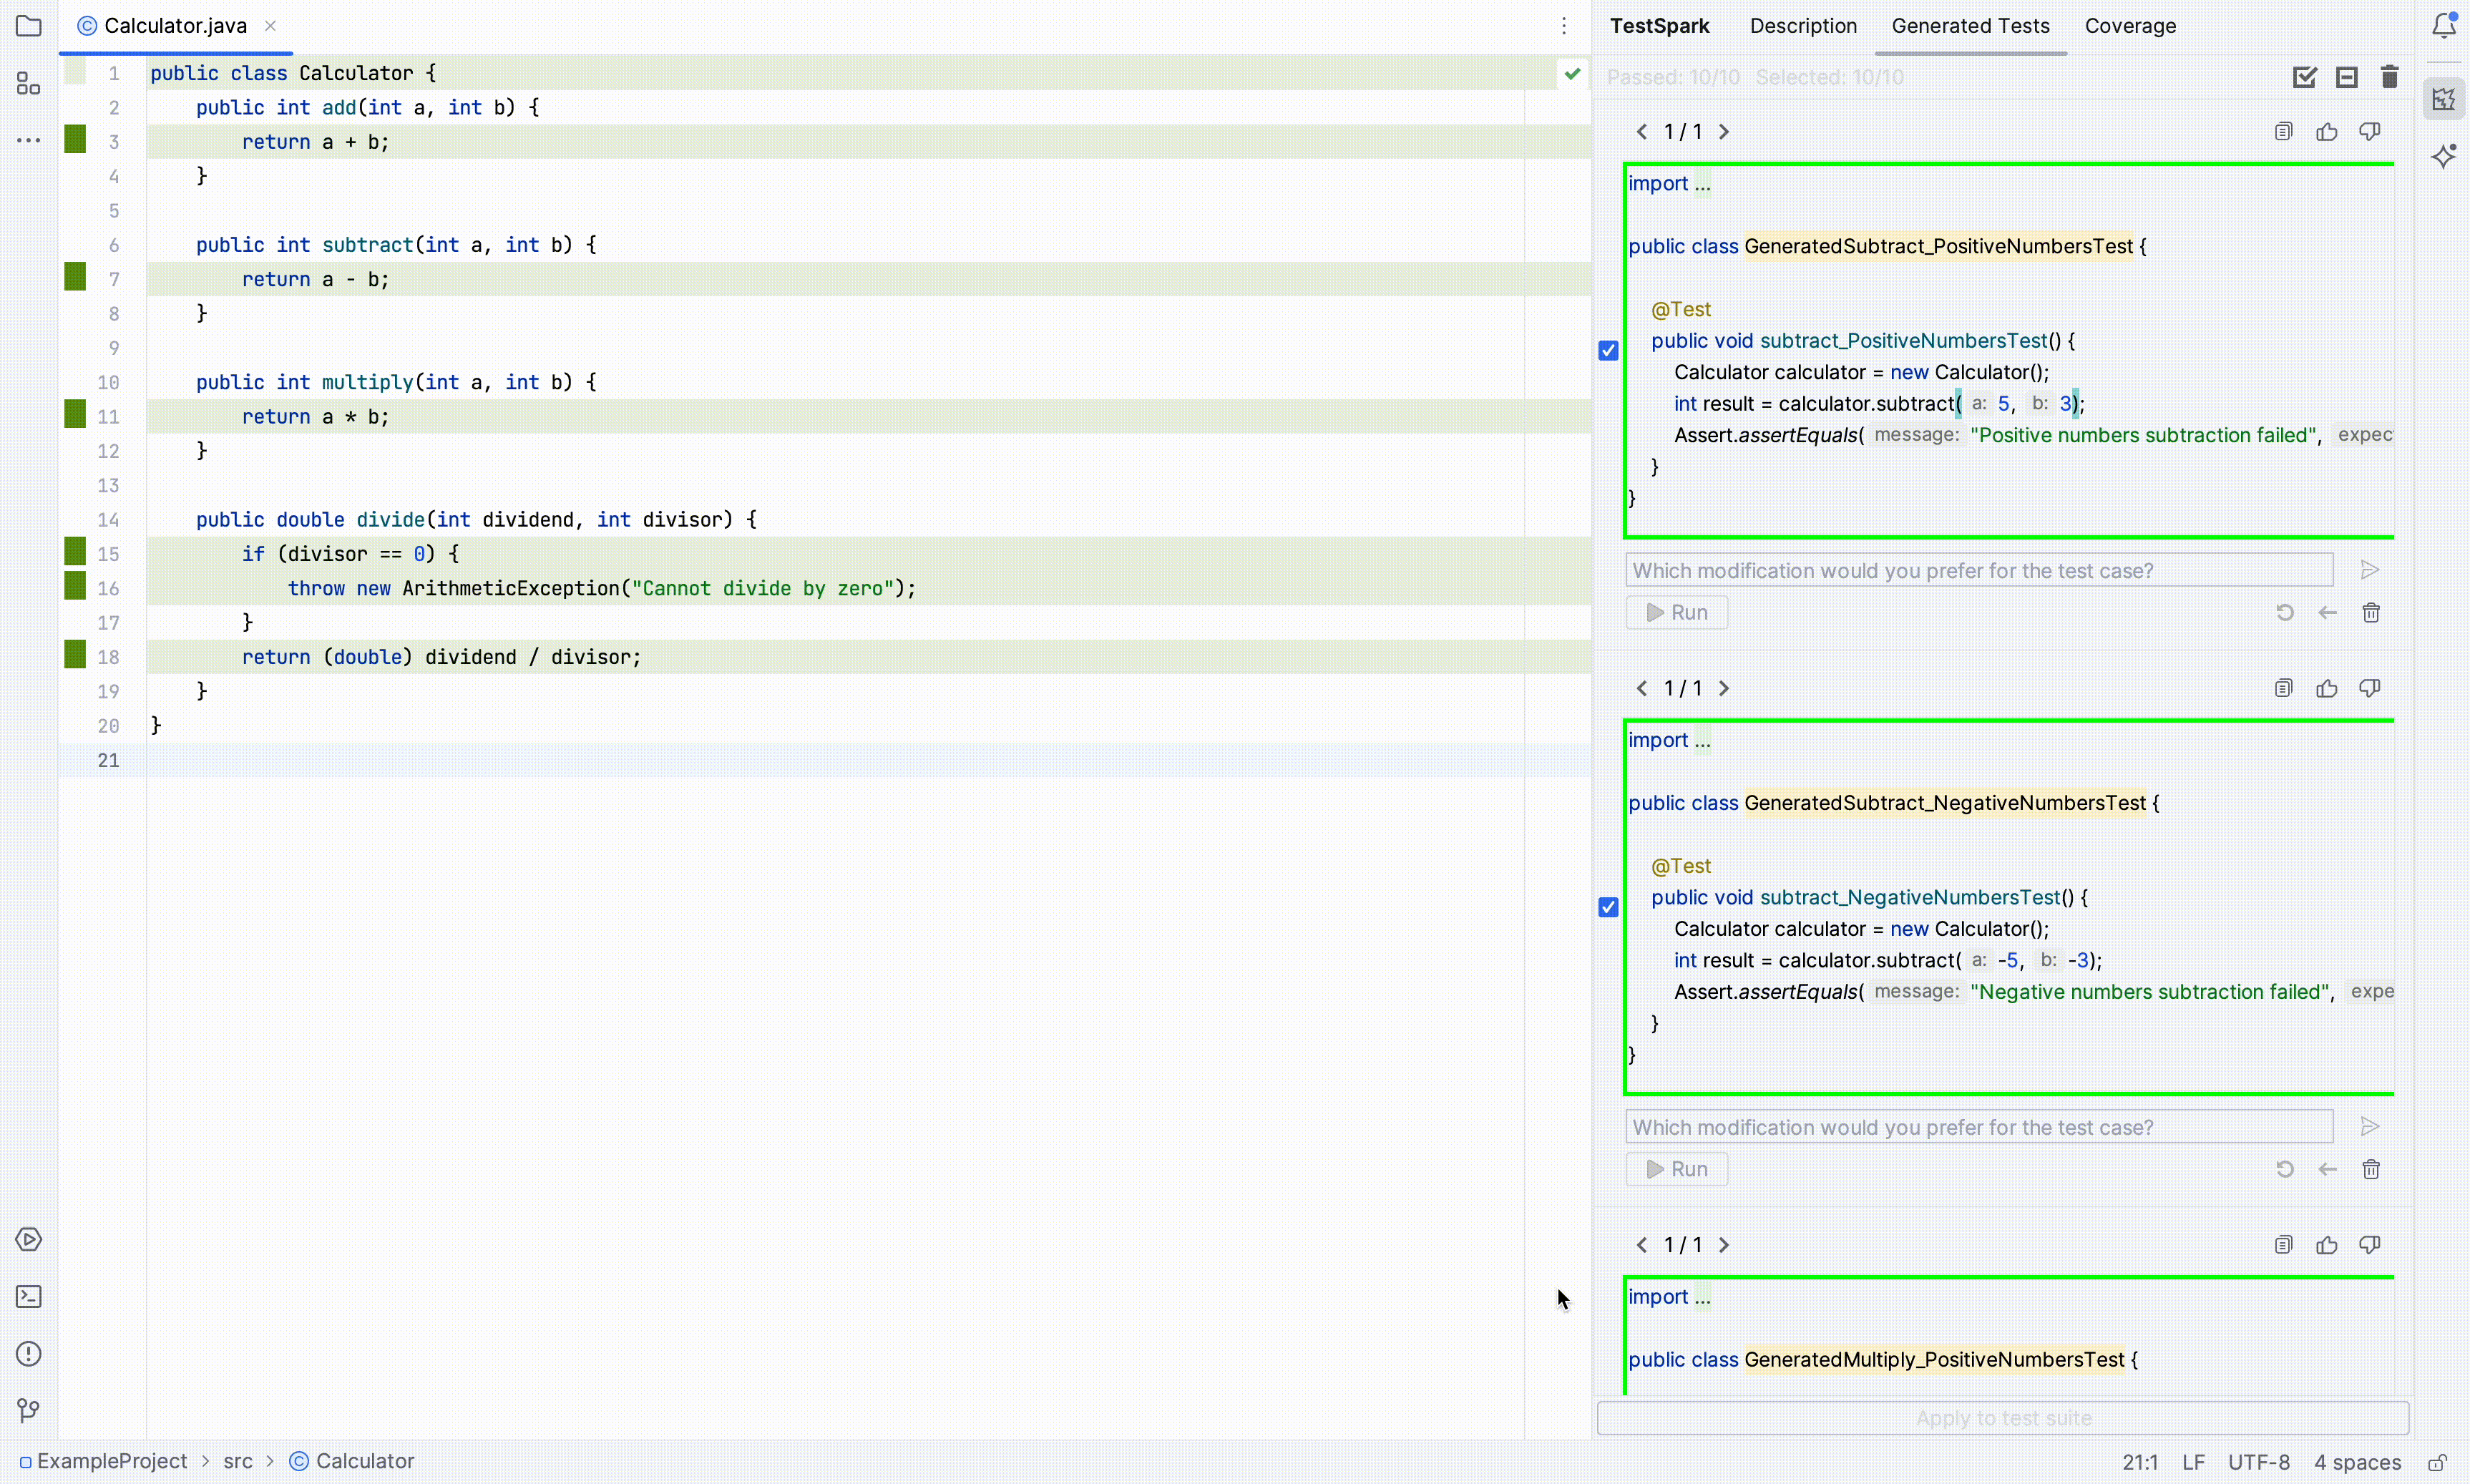 Calculator.java
1 public class Calculator {
2 public int add(int a, int b) {
3 return a + b;
4 }
5
6 public int subtract(int a, int b) {
7 return a - b;
8 }
9
10 public int multiply(int a, int b) {
11 return a * b;
12 }
13
14 public double divide(int dividend, int divisor) {
15 if (divisor == 0) {
16 throw new ArithmeticException("Cannot divide by zero");
17 }
18 return (double) dividend / divisor;
19 }
20 }
21
TestSpark Description Generated Tests Coverage
Passed: 10/10 Selected: 10/10
1 / 1
import ...
public class GeneratedSubtract_PositiveNumbersTest {
@Test
public void subtract_PositiveNumbersTest() {
Calculator calculator = new Calculator();
int result = calculator.subtract( a: 5, b: 3);
Assert.assertEquals( message: "Positive numbers subtraction failed", expec
}
}
Which modification would you prefer for the test case?
Run
1 / 1
import ...
public class GeneratedSubtract_NegativeNumbersTest {
@Test
public void subtract_NegativeNumbersTest() {
Calculator calculator = new Calculator();
int result = calculator.subtract( a: -5, b: -3);
Assert.assertEquals( message: "Negative numbers subtraction failed", expe
}
}
Which modification would you prefer for the test case?
Run
1 / 1
import ...
public class GeneratedMultiply_PositiveNumbersTest {
Apply to test suite
ExampleProject > src > Calculator
21:1 LF UTF-8 4 spaces